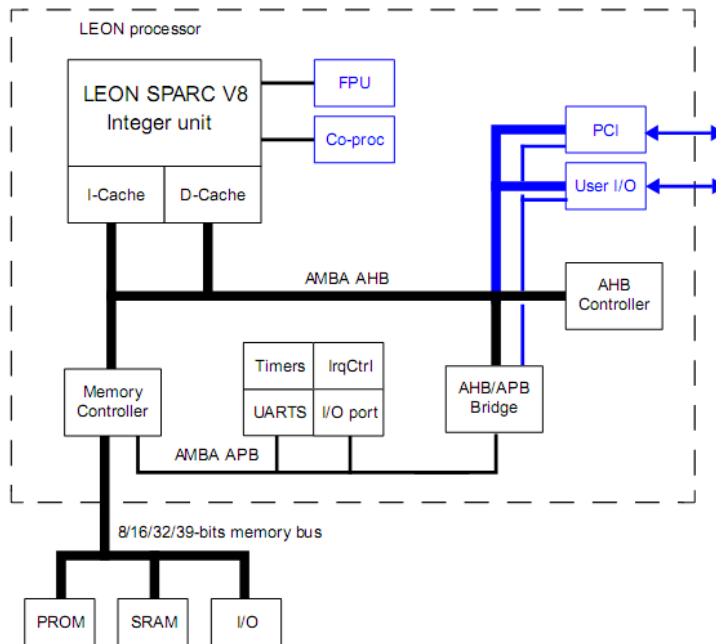 LEON processor
LEON SPARC V8
Integer unit
FPU
Co-proc
I-Cache
D-Cache
PCI
User I/O
AMBA AHB
AHB
Controller
Timers
IrqCtrl
UARTS
I/O port
Memory
Controller
AHB/APB
Bridge
AMBA APB
8/16/32/39-bits memory bus
PROM
SRAM
I/O